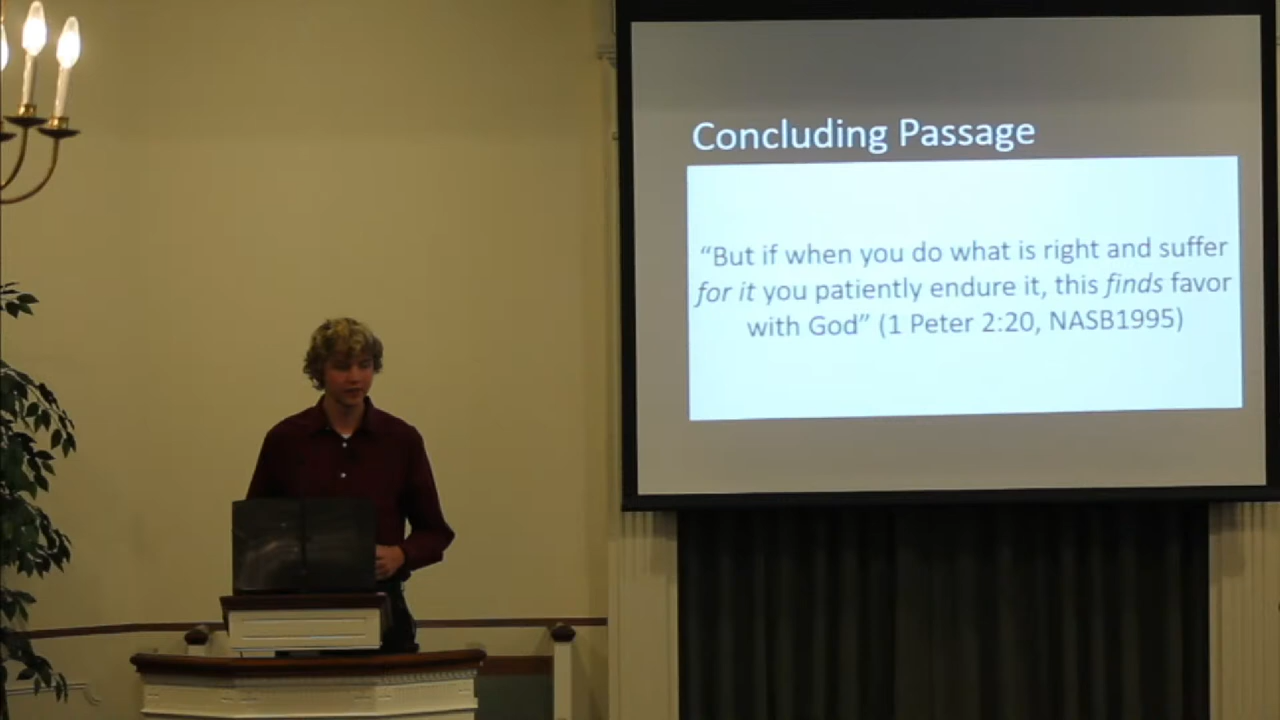 Concluding Passage
“But if when you do what is right and suffer
for it you patiently endure it, this finds favor
with God” (1 Peter 2:20, NASB1995)